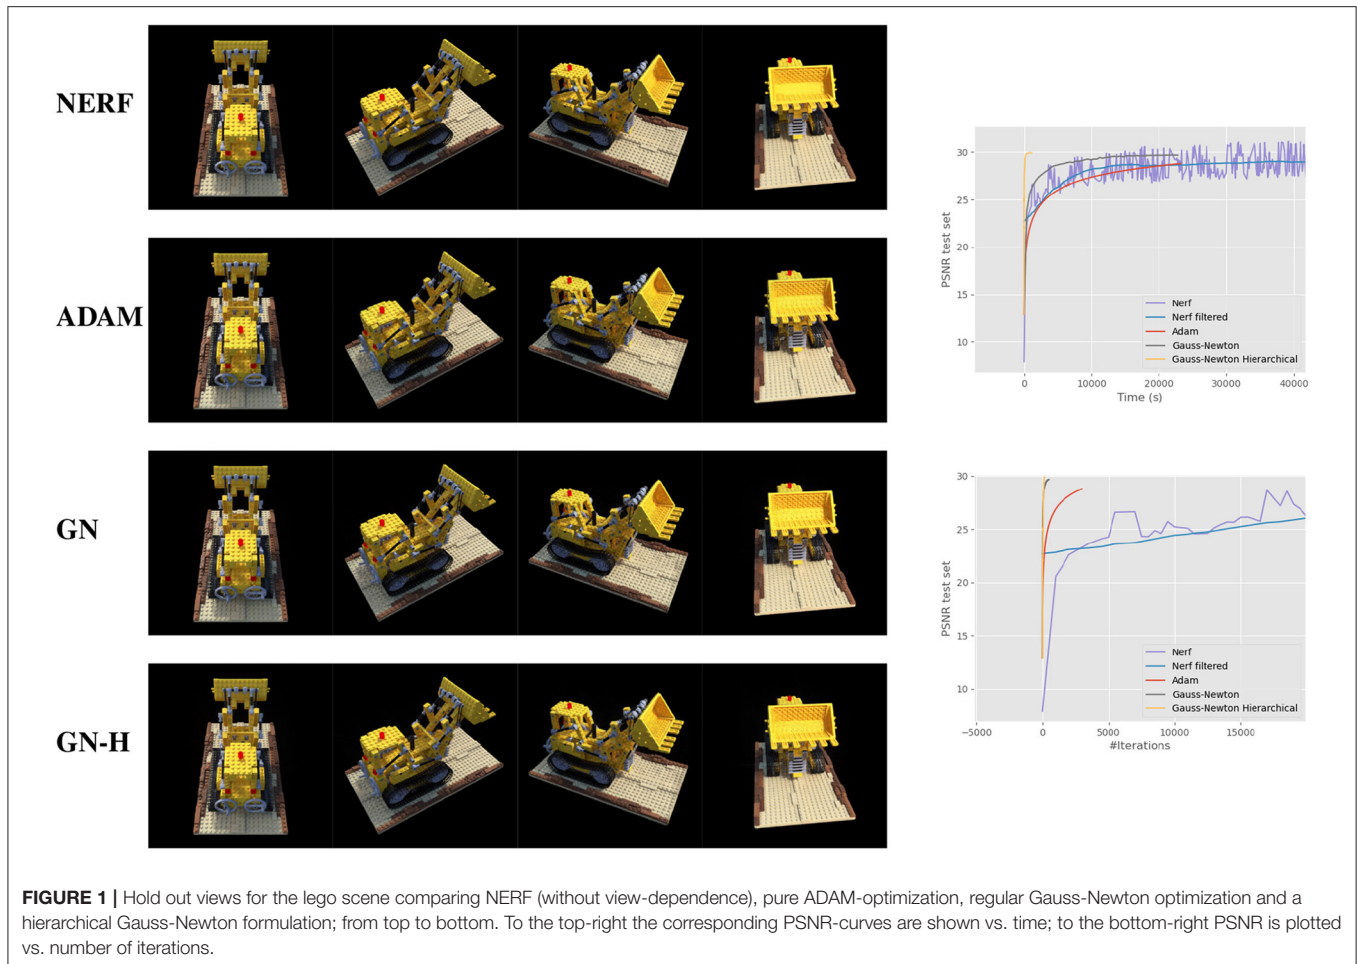 NERF
ADAM
GN
GN-H
30
25
20
15
10
PSNR test set
Nerf
Nerf filtered
Adam
Gauss-Newton
Gauss-Newton Hierarchical
0 10000 20000 30000 40000
Time (s)
30
25
20
15
10
PSNR test set
Nerf
Nerf filtered
Adam
Gauss-Newton
Gauss-Newton Hierarchical
−5000 0 5000 10000 15000
#Iterations
FIGURE 1 | Hold out views for the lego scene comparing NERF (without view-dependence), pure ADAM-optimization, regular Gauss-Newton optimization and a
hierarchical Gauss-Newton formulation; from top to bottom. To the top-right the corresponding PSNR-curves are shown vs. time; to the bottom-right PSNR is plotted
vs. number of iterations.